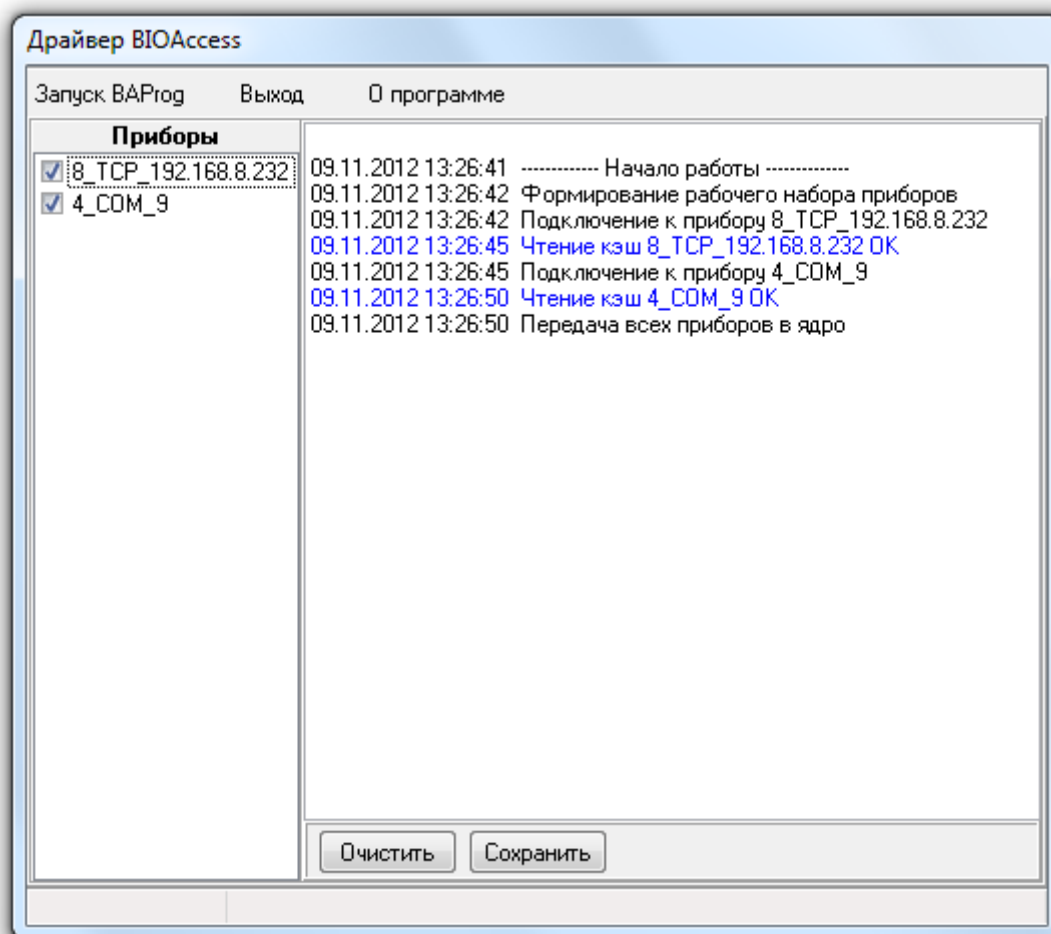 Драйвер BIOAccess
Запуск BAProg Выход О программе
Приборы
8_TCP_192.168.8.232
4_COM_9
09.11.2012 13:26:41 ------------ Начало работы -------------
09.11.2012 13:26:42 Формирование рабочего набора приборов
09.11.2012 13:26:42 Подключение к прибору 8_TCP_192.168.8.232
09.11.2012 13:26:45 Чтение кэш 8_TCP_192.168.8.232 OK
09.11.2012 13:26:45 Подключение к прибору 4_COM_9
09.11.2012 13:26:50 Чтение кэш 4_COM_9 OK
09.11.2012 13:26:50 Передача всех приборов в ядро
Очистить Сохранить